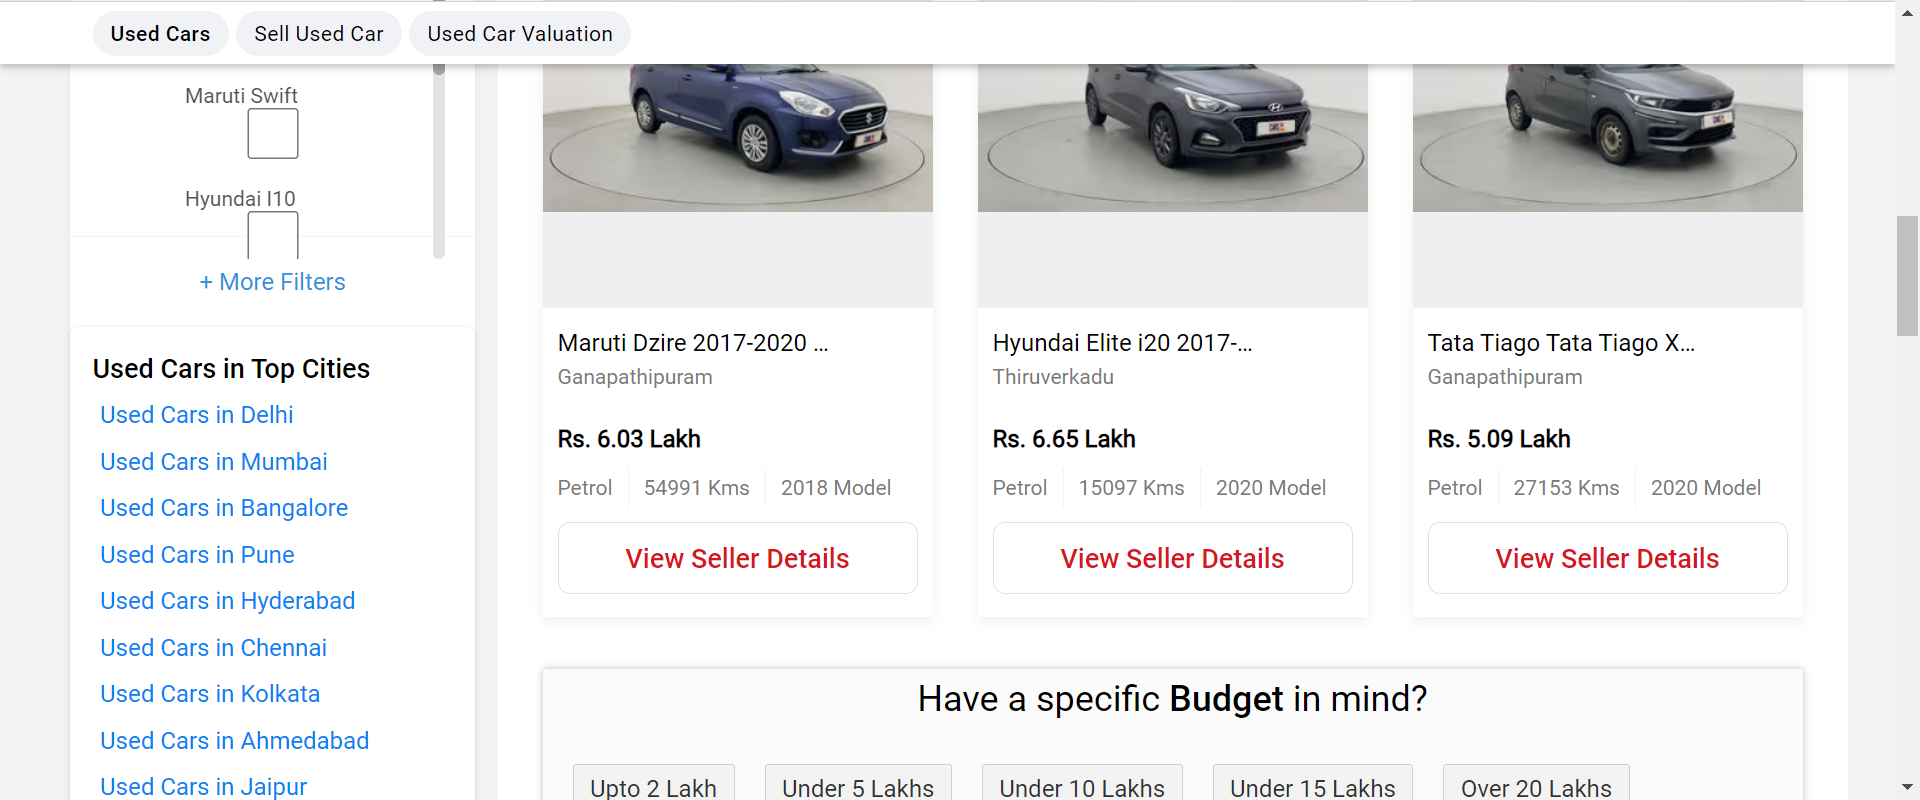 Used Cars
Sell Used Car
Used Car Valuation
Maruti Swift
Hyundai I10
+ More Filters
Used Cars in Top Cities
Used Cars in Delhi
Used Cars in Mumbai
Used Cars in Bangalore
Used Cars in Pune
Used Cars in Hyderabad
Used Cars in Chennai
Used Cars in Kolkata
Used Cars in Ahmedabad
Used Cars in Jaipur
Maruti Dzire 2017-2020 ...
Ganapathipuram
Rs. 6.03 Lakh
Petrol
54991 Kms
2018 Model
View Seller Details
Hyundai Elite i20 2017-...
Thiruverkadu
Rs. 6.65 Lakh
Petrol
15097 Kms
2020 Model
View Seller Details
Tata Tiago Tata Tiago X...
Ganapathipuram
Rs. 5.09 Lakh
Petrol
27153 Kms
2020 Model
View Seller Details
Have a specific Budget in mind?
Upto 2 Lakh
Under 5 Lakhs
Under 10 Lakhs
Under 15 Lakhs
Over 20 Lakhs